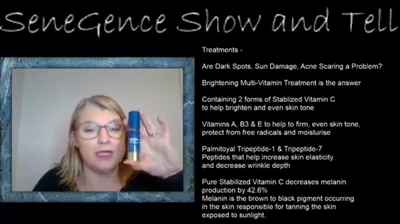 SeneGence Show and Tell
Treatments -
Are Dark Spots, Sun Damage, Acne Scaring a Problem?
Brightening Multi-Vitamin Treatment is the answer
Containing 2 forms of Stablized Vitamin C
to help brighten and even skin tone
Vitamins A, B3 & E to help to firm, even skin tone,
protect from free radicals and moisturise
Palmitoyal Tripeptide-1 & Tripeptide-7
Peptides that help increase skin elasticity
and decrease wrinkle depth
Pure Stabilized Vitamin C decreases melanin
production by 42.6%
Melanin is the brown to black pigment occurring
in the skin responsible for tanning the skin
exposed to sunlight.